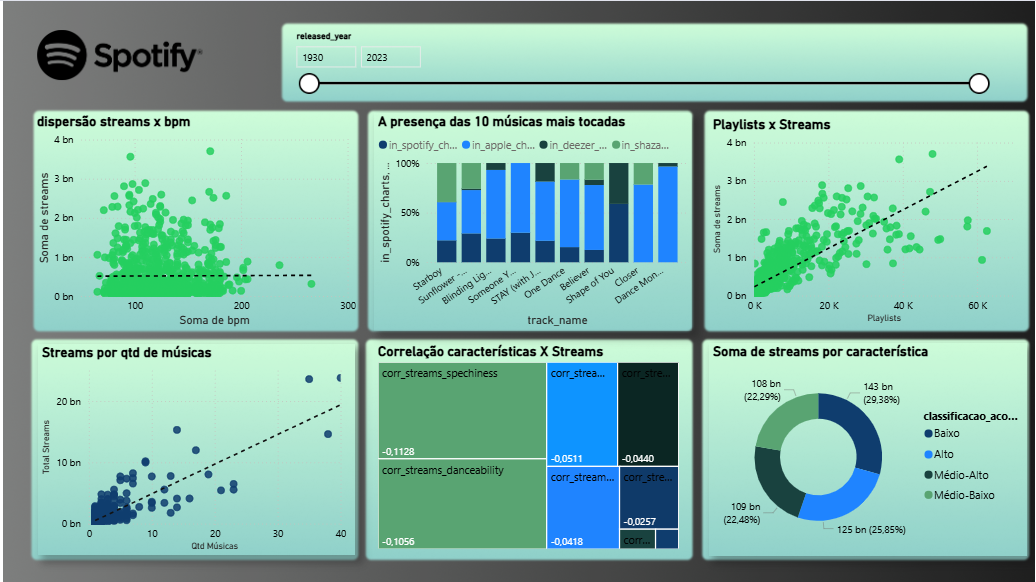 Spotify
released_year
1930 2023
dispersão streams x bpm
4 bn
3 bn
2 bn
1 bn
0 bn
Soma de streams
100 200 300
Soma de bpm
A presença das 10 músicas mais tocadas
in_spotify_ch... in_apple_ch... in_deezer_... in_shaza...
100%
50%
0%
in_spotify_charts...
Starboy
Sunflower -...
Blinding Lig...
Someone Y...
STAY (with J...
One Dance
Believer
Shape of You
Closer
Dance Mon...
track_name
Playlists x Streams
4 bn
3 bn
2 bn
1 bn
0 bn
Soma de streams
0 K 20 K 40 K 60 K
Playlists
Streams por qtd de músicas
20 bn
10 bn
0 bn
Total Streams
0 10 20 30 40
Qtd Músicas
Correlação características X Streams
corr_streams_spechiness
-0,1128
corr_streams_danceability
-0,1056
corr_strea...
-0,0511
corr_stre...
-0,0440
corr_stream...
-0,0418
corr_stre...
-0,0257
corr...
Soma de streams por característica
143 bn
(29,38%)
125 bn (25,85%)
109 bn
(22,48%)
108 bn
(22,29%)
classificacao_aco...
Baixo
Alto
Médio-Alto
Médio-Baixo